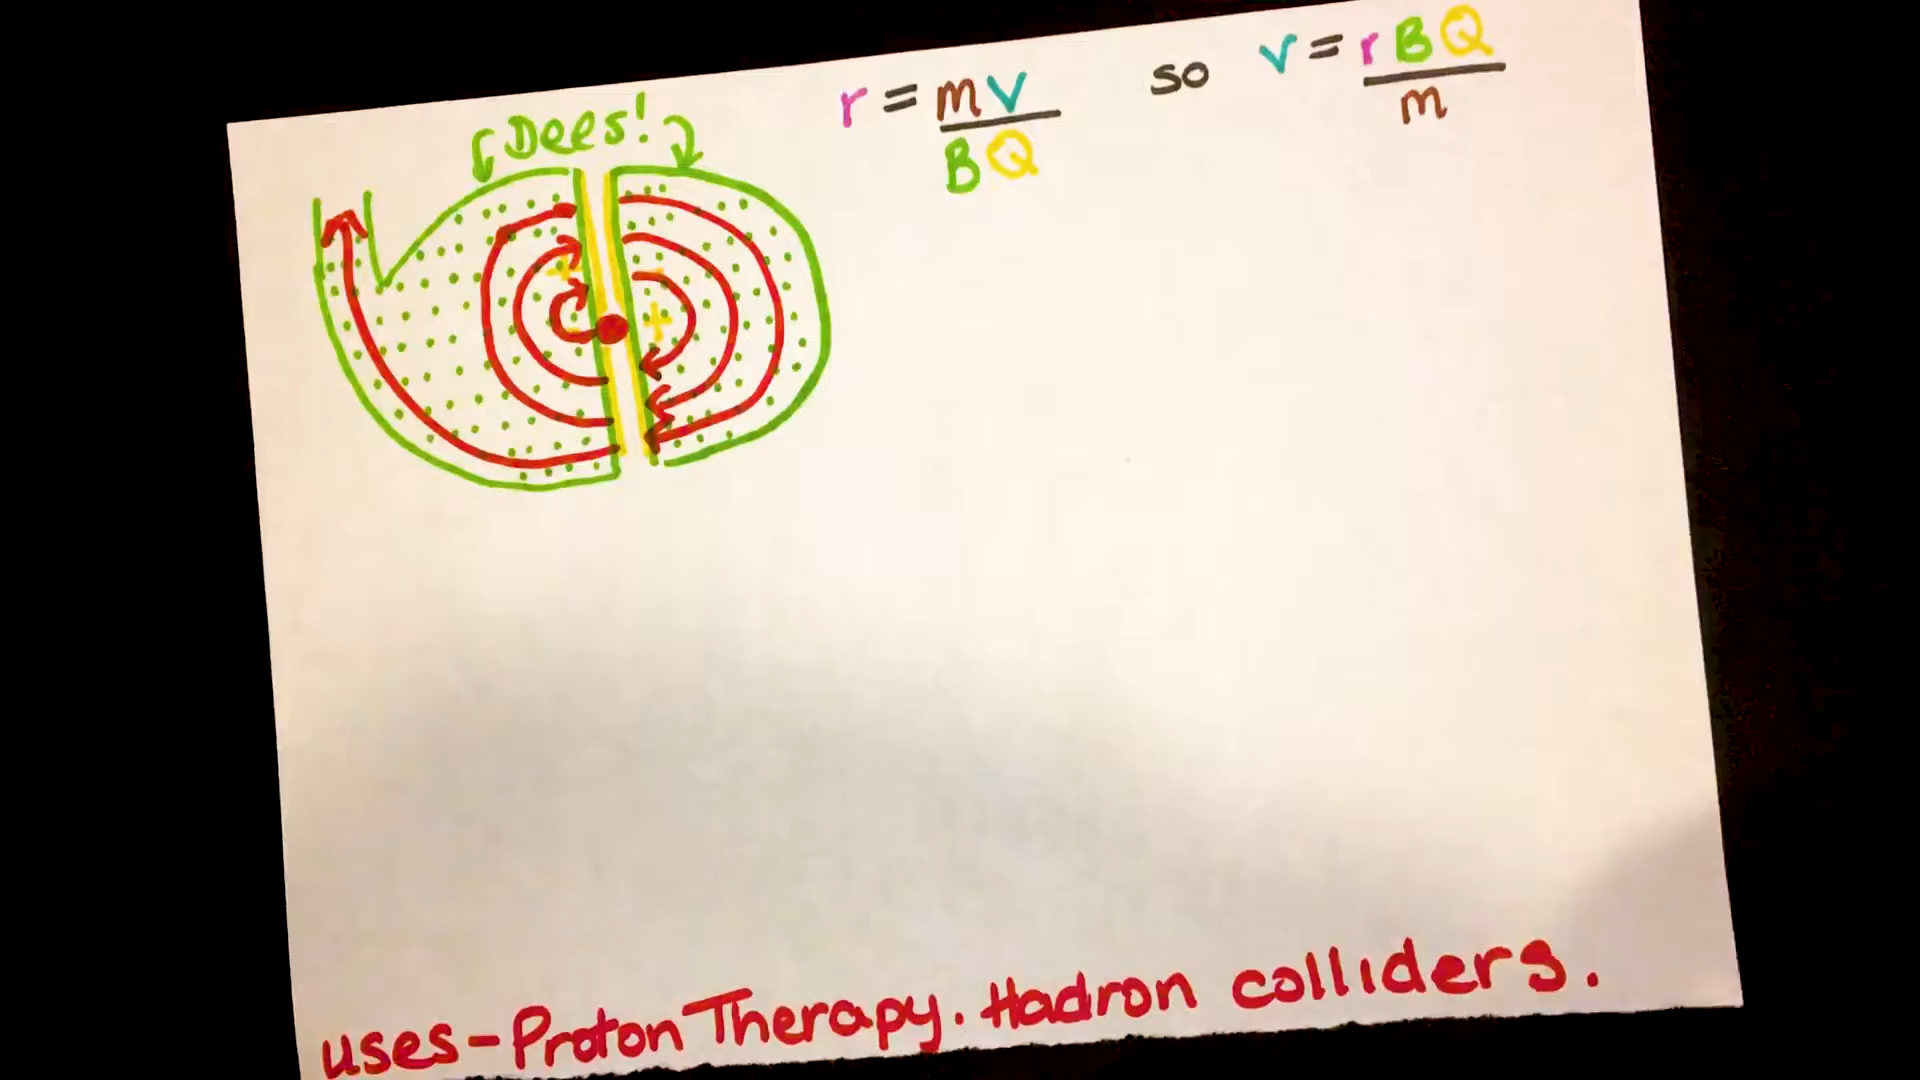 Dees!
r = mv/BQ so v = rBQ/m
uses - Proton Therapy. Hadron colliders.